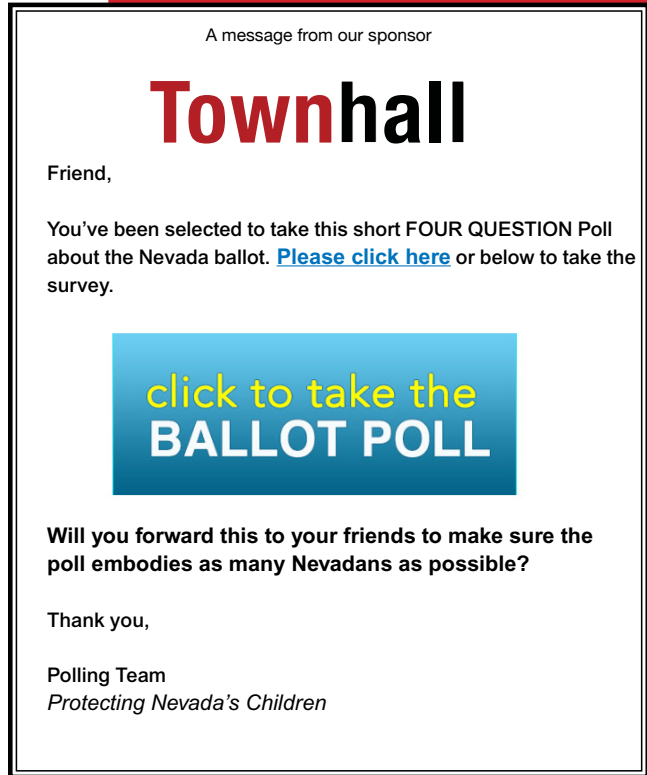 A message from our sponsor
Townhall
Friend,
You’ve been selected to take this short FOUR QUESTION Poll
about the Nevada ballot. Please click here or below to take the
survey.
click to take the
BALLOT POLL
Will you forward this to your friends to make sure the
poll embodies as many Nevadans as possible?
Thank you,
Polling Team
Protecting Nevada’s Children